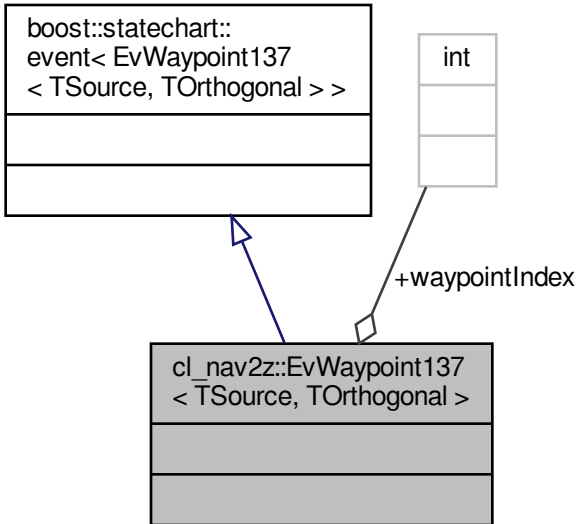 boost::statechart::
event< EvWaypoint137
< TSource, TOrthogonal > >
int
+waypointIndex
cl_nav2z::EvWaypoint137
< TSource, TOrthogonal >